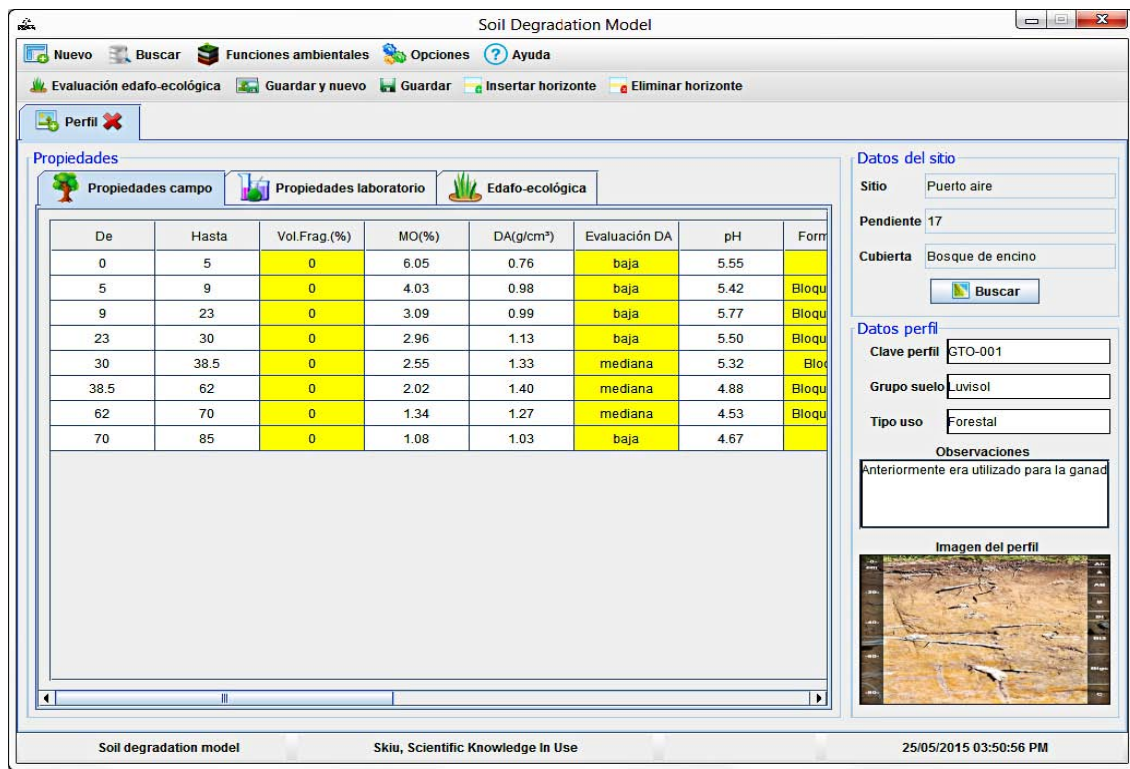 Soil Degradation Model
Nuevo Buscar Funciones ambientales Opciones ? Ayuda
Evaluación edafo-ecológica Guardar y nuevo Guardar Insertar horizonte Eliminar horizonte
Perfil
Propiedades
Propiedades campo Propiedades laboratorio Edafo-ecológica
De Hasta Vol.Frag.(%) MO(%) DA(g/cm³) Evaluación DA pH Form
0 5 0 6.05 0.76 baja 5.55
5 9 0 4.03 0.98 baja 5.42 Bloqu
9 23 0 3.09 0.99 baja 5.77 Bloqu
23 30 0 2.96 1.13 baja 5.50 Bloqu
30 38.5 0 2.55 1.33 mediana 5.32 Bloq
38.5 62 0 2.02 1.40 mediana 4.88 Bloqu
62 70 0 1.34 1.27 mediana 4.53 Bloqu
70 85 0 1.08 1.03 baja 4.67
Datos del sitio
Sitio Puerto aire
Pendiente 17
Cubierta Bosque de encino
Buscar
Datos perfil
Clave perfil GTO-001
Grupo suelo Luvisol
Tipo uso Forestal
Observaciones
Anteriormente era utilizado para la ganad
Imagen del perfil
Soil degradation model Skiu, Scientific Knowledge In Use 25/05/2015 03:50:56 PM